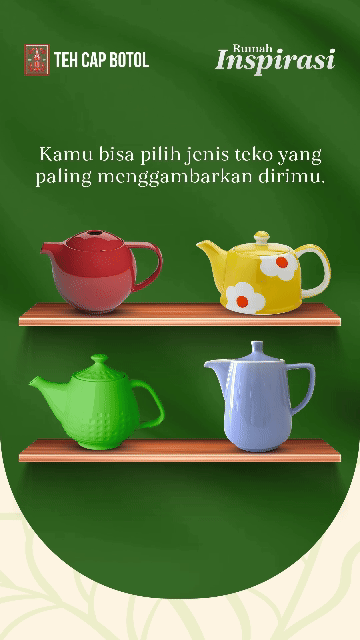 TEH CAP BOTOL
Rumah
Inspirasi
Kamu bisa pilih jenis teko yang
paling menggambarkan dirimu.